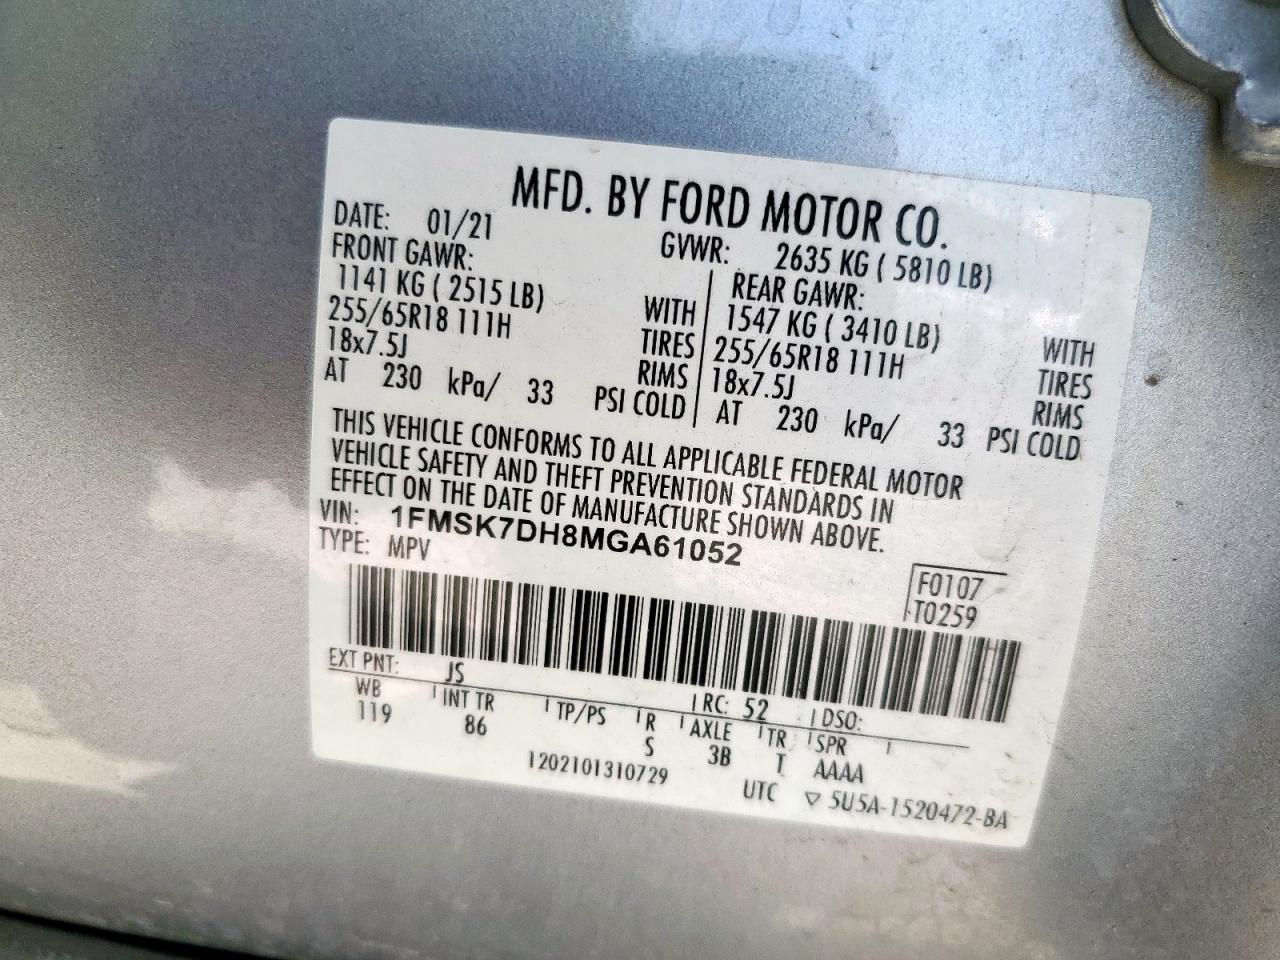 MFD. BY FORD MOTOR CO.
DATE: 01/21 GVWR: 2635 KG ( 5810 LB)
FRONT GAWR: REAR GAWR:
1141 KG ( 2515 LB) WITH 1547 KG ( 3410 LB) WITH
255/65R18 111H TIRES 255/65R18 111H TIRES
18x7.5J RIMS 18x7.5J RIMS
AT 230 kPa/ 33 PSI COLD AT 230 kPa/ 33 PSI COLD
THIS VEHICLE CONFORMS TO ALL APPLICABLE FEDERAL MOTOR
VEHICLE SAFETY AND THEFT PREVENTION STANDARDS IN
EFFECT ON THE DATE OF MANUFACTURE SHOWN ABOVE.
VIN: 1FMSK7DH8MGA61052
TYPE: MPV
F0107
T0259
EXT PNT: JS RC: 52 DSO:
WB INT TR TP/PS R AXLE TR SPR
119 86 S 3B T AAAA
1202101310729
UTC ▽ 5U5A-1520472-BA